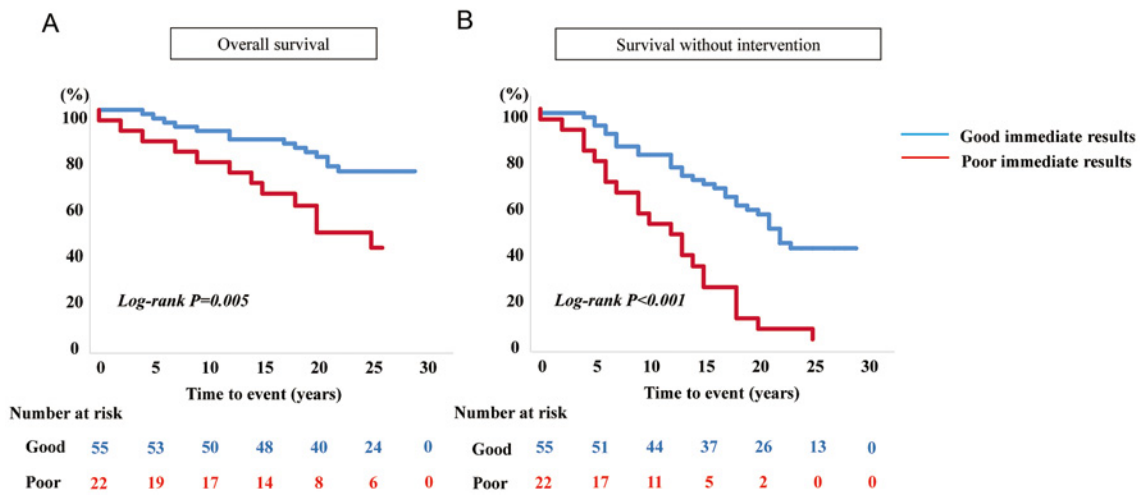 A
Overall survival
(%)
100
80
60
40
20
0
Log-rank P=0.005
0 5 10 15 20 25 30
Time to event (years)
Number at risk
Good 55 53 50 48 40 24 0
Poor 22 19 17 14 8 6 0
B
Survival without intervention
(%)
100
80
60
40
20
0
Log-rank P<0.001
0 5 10 15 20 25 30
Time to event (years)
Number at risk
Good 55 51 44 37 26 13 0
Poor 22 17 11 5 2 0 0
Good immediate results
Poor immediate results